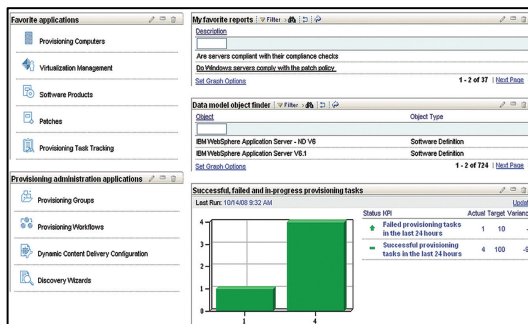 Favorite applications
Provisioning Computers
Virtualization Management
Software Products
Patches
Provisioning Task Tracking
Provisioning administration applications
Provisioning Groups
Provisioning Workflows
Dynamic Content Delivery Configuration
Discovery Wizards
My favorite reports Filter
Description
Are servers compliant with their compliance checks
Do Windows servers comply with the patch policy
Set Graph Options 1 - 2 of 37 Next Page
Data model object finder Filter
Object Object Type
IBM WebSphere Application Server - ND V6 Software Definition
IBM WebSphere Application Server V6.1 Software Definition
Set Graph Options 1 - 2 of 724 Next Page
Successful, failed and in-progress provisioning tasks
Last Run: 10/14/08 9:32 AM Updat
Status KPI Actual Target Varianc
Failed provisioning tasks in the last 24 hours 1 10 -
Successful provisioning tasks in the last 24 hours 4 100 -9
4
3
2
1
0
1 4